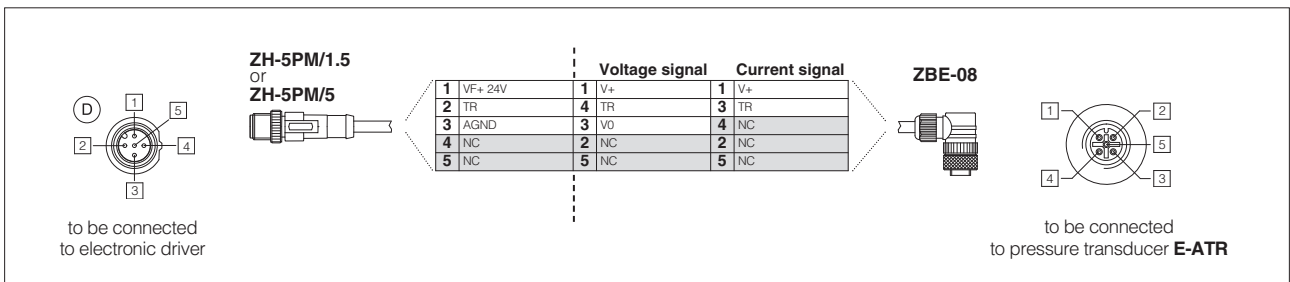 ZH-5PM/1.5
or
ZH-5PM/5
Voltage signal Current signal
1 VF+ 24V 1 V+ 1 V+
2 TR 4 TR 3 TR
3 AGND 3 V0 4 NC
4 NC 2 NC 2 NC
5 NC 5 NC 5 NC
ZBE-08
D
1
5
2
4
3
to be connected
to electronic driver
1
2
5
4
3
to be connected
to pressure transducer E-ATR